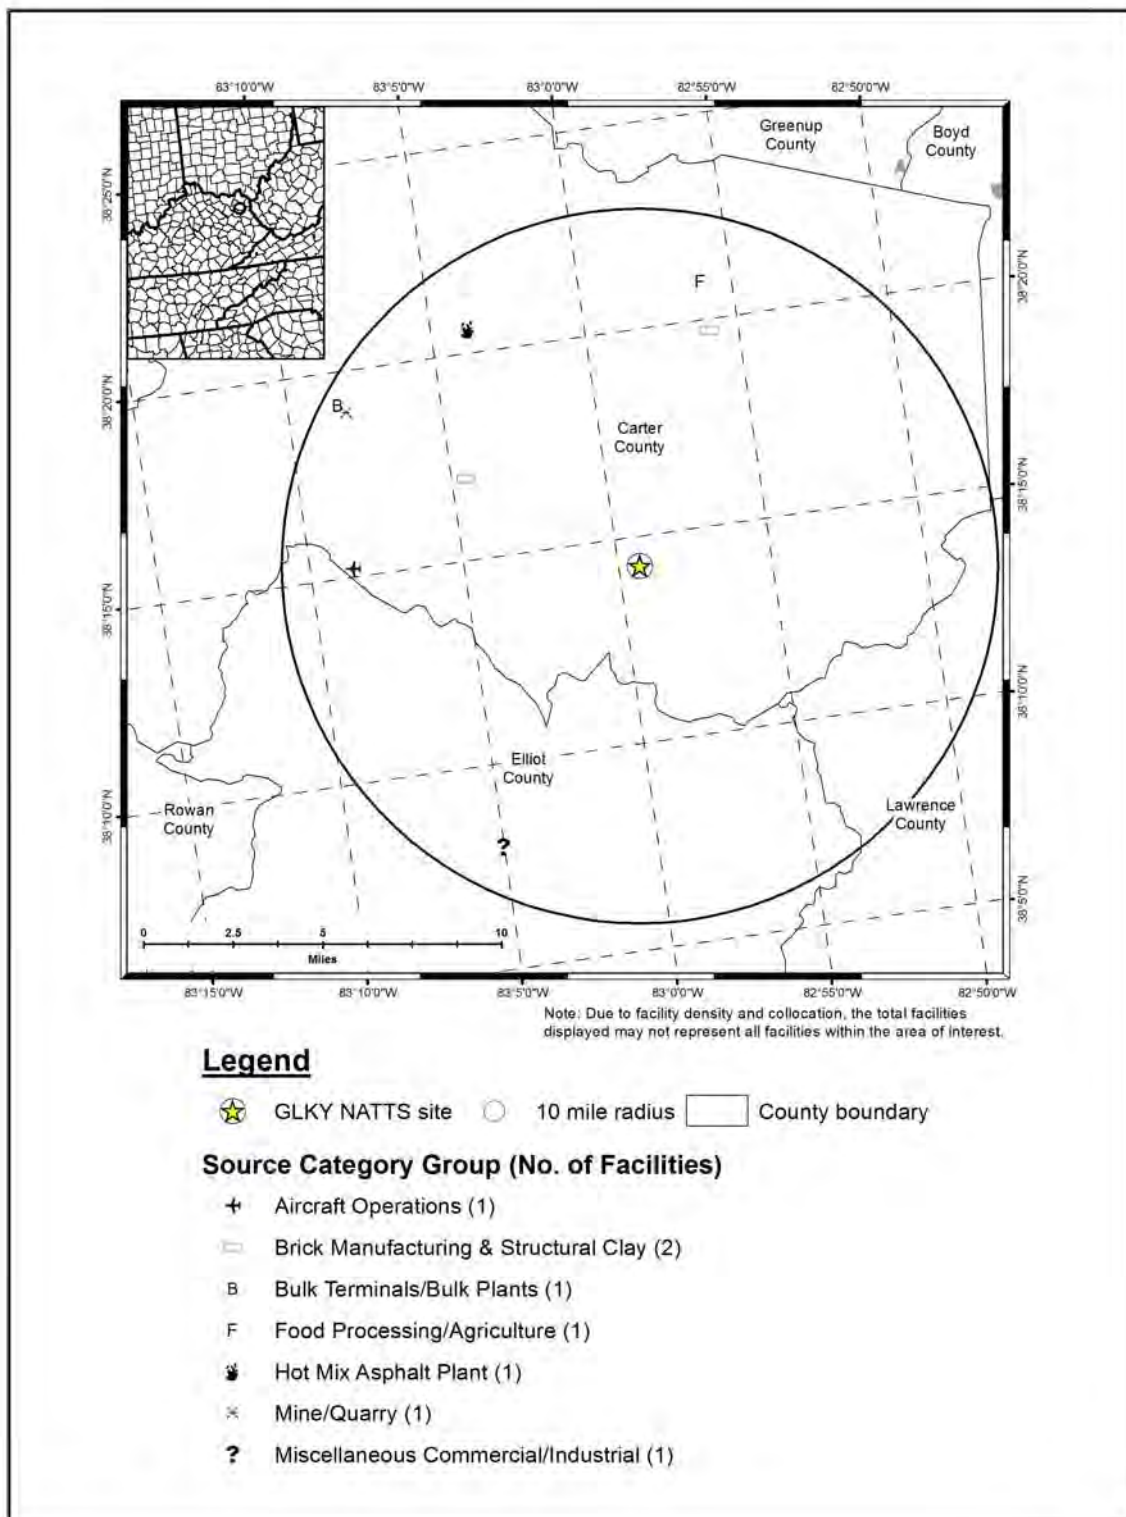 83°10'0"W 83°5'0"W 83°0'0"W 82°55'0"W 82°50'0"W
Greenup
County
Boyd
County
A
38°25'0"N
38°20'0"N
F
B
38°20'0"N
Carter
County
38°15'0"N
38°15'0"N
38°10'0"N
Elliot
County
Rowan
County
38°10'0"N
Lawrence
County
?
38°5'0"N
0 2.5 5 10
Miles
83°15'0"W 83°10'0"W 83°5'0"W 83°0'0"W 82°55'0"W 82°50'0"W
Note: Due to facility density and collocation, the total facilities
displayed may not represent all facilities within the area of interest.
Legend
GLKY NATTS site 10 mile radius County boundary
Source Category Group (No. of Facilities)
Aircraft Operations (1)
Brick Manufacturing & Structural Clay (2)
B Bulk Terminals/Bulk Plants (1)
F Food Processing/Agriculture (1)
Hot Mix Asphalt Plant (1)
Mine/Quarry (1)
? Miscellaneous Commercial/Industrial (1)